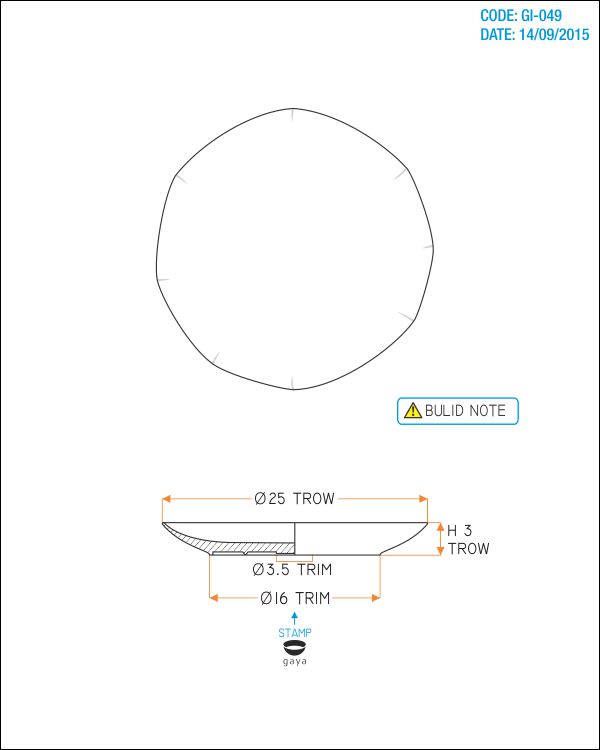 CODE: GI-049
DATE: 14/09/2015
BULID NOTE
Ø25 TROW
H 3
TROW
Ø3.5 TRIM
Ø16 TRIM
STAMP
gaya